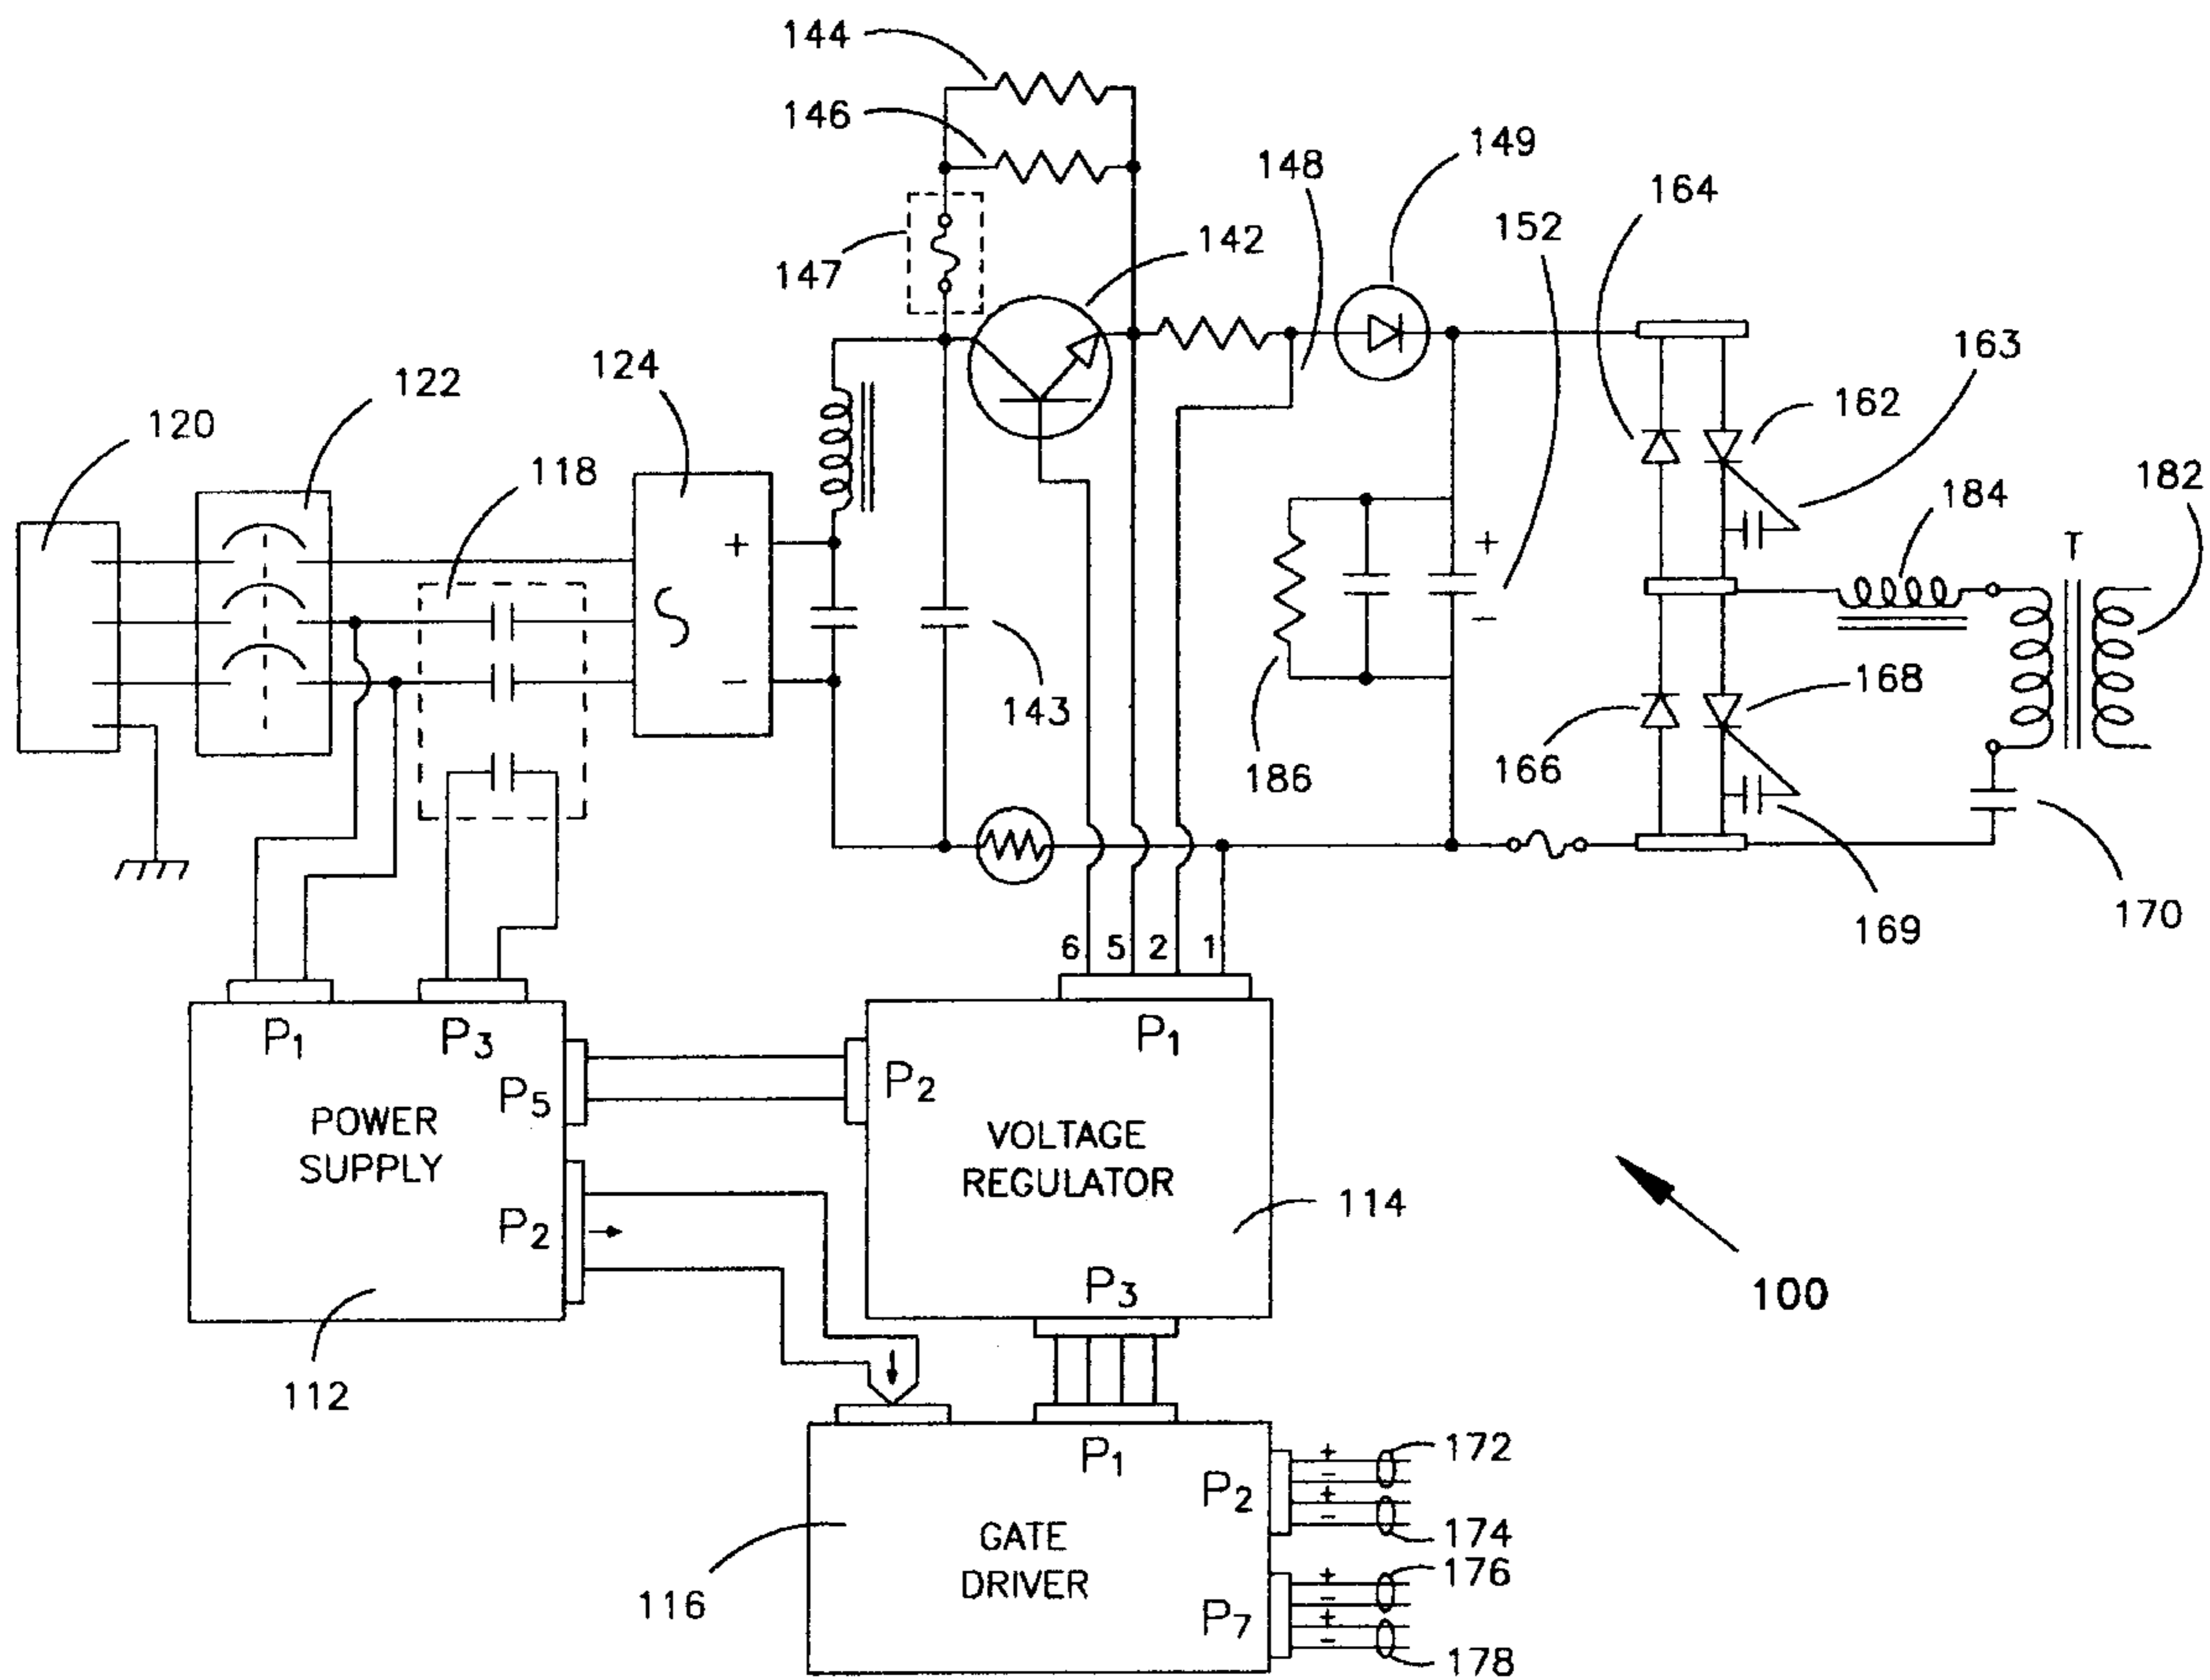 144
146
149
148
164
152
142
147
163
122
124
162
120
118
184
182
+
+
T
−
−
143
168
186
166
169
170
6 5 2 1
P1
P3
P1
P5
P2
POWER
SUPPLY
VOLTAGE
REGULATOR
114
P2
P3
100
112
P1
+
−
172
P2
+
−
174
GATE
DRIVER
116
+
−
176
P7
+
−
178